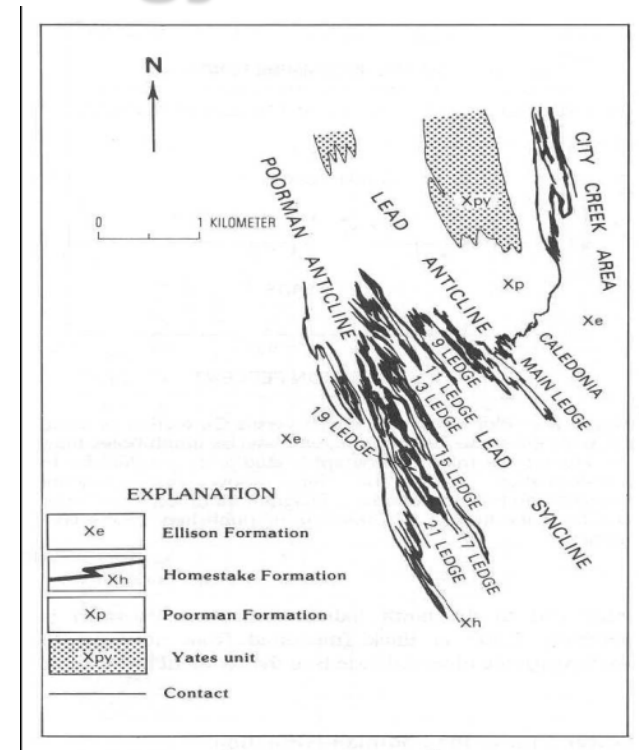 N
0 1 KILOMETER
POORMAN
ANTICLINE
LEAD
ANTICLINE
CITY
CREEK
AREA
Xpy
Xp
Xe
CALEDONIA
MAIN LEDGE
9 LEDGE
11 LEDGE
13 LEDGE
15 LEDGE
17 LEDGE
19 LEDGE
21 LEDGE
LEAD
SYNCLINE
Xe
Xh
EXPLANATION
Xe Ellison Formation
Xh Homestake Formation
Xp Poorman Formation
Xpy Yates unit
Contact